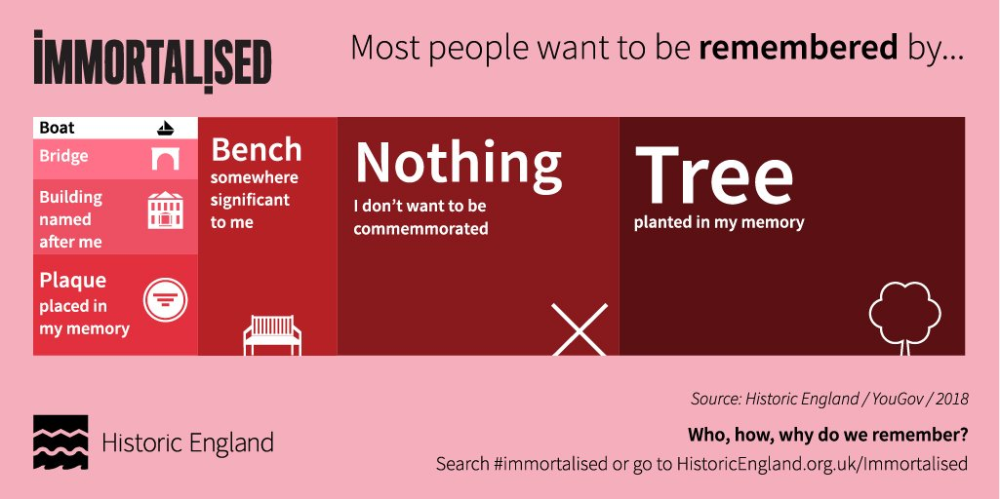 iMMORTAL!SED
Most people want to be remembered by...
Boat
Bridge
Building
named
after me
Plaque
placed in
my memory
Bench
somewhere
significant
to me
Nothing
I don't want to be
commemmorated
Tree
planted in my memory
Source: Historic England / YouGov / 2018
Historic England
Who, how, why do we remember?
Search #immortalised or go to HistoricEngland.org.uk/Immortalised